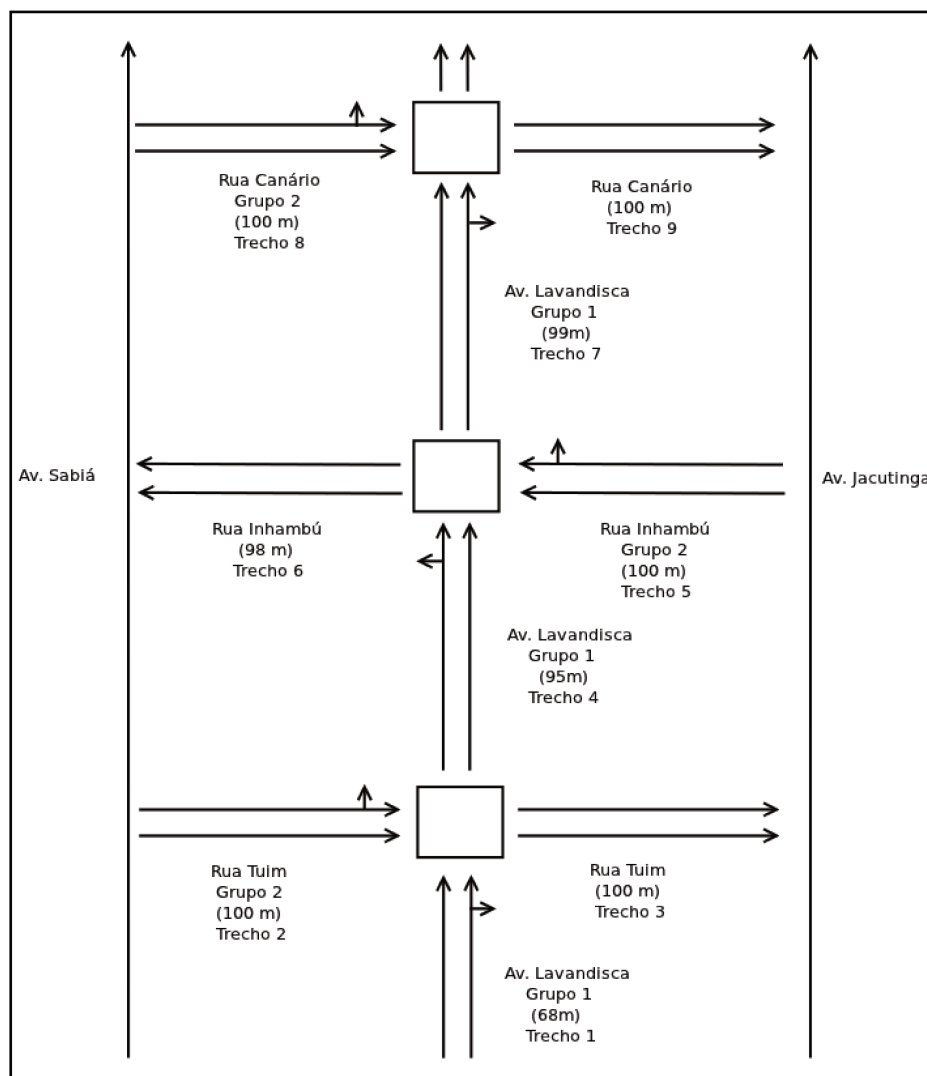 Rua Canário
Grupo 2
(100 m)
Trecho 8
Rua Canário
(100 m)
Trecho 9
Av. Lavandisca
Grupo 1
(99m)
Trecho 7
Av. Sabiá
Av. Jacutinga
Rua Inhambú
(98 m)
Trecho 6
Rua Inhambú
Grupo 2
(100 m)
Trecho 5
Av. Lavandisca
Grupo 1
(95m)
Trecho 4
Rua Tuim
Grupo 2
(100 m)
Trecho 2
Rua Tuim
(100 m)
Trecho 3
Av. Lavandisca
Grupo 1
(68m)
Trecho 1